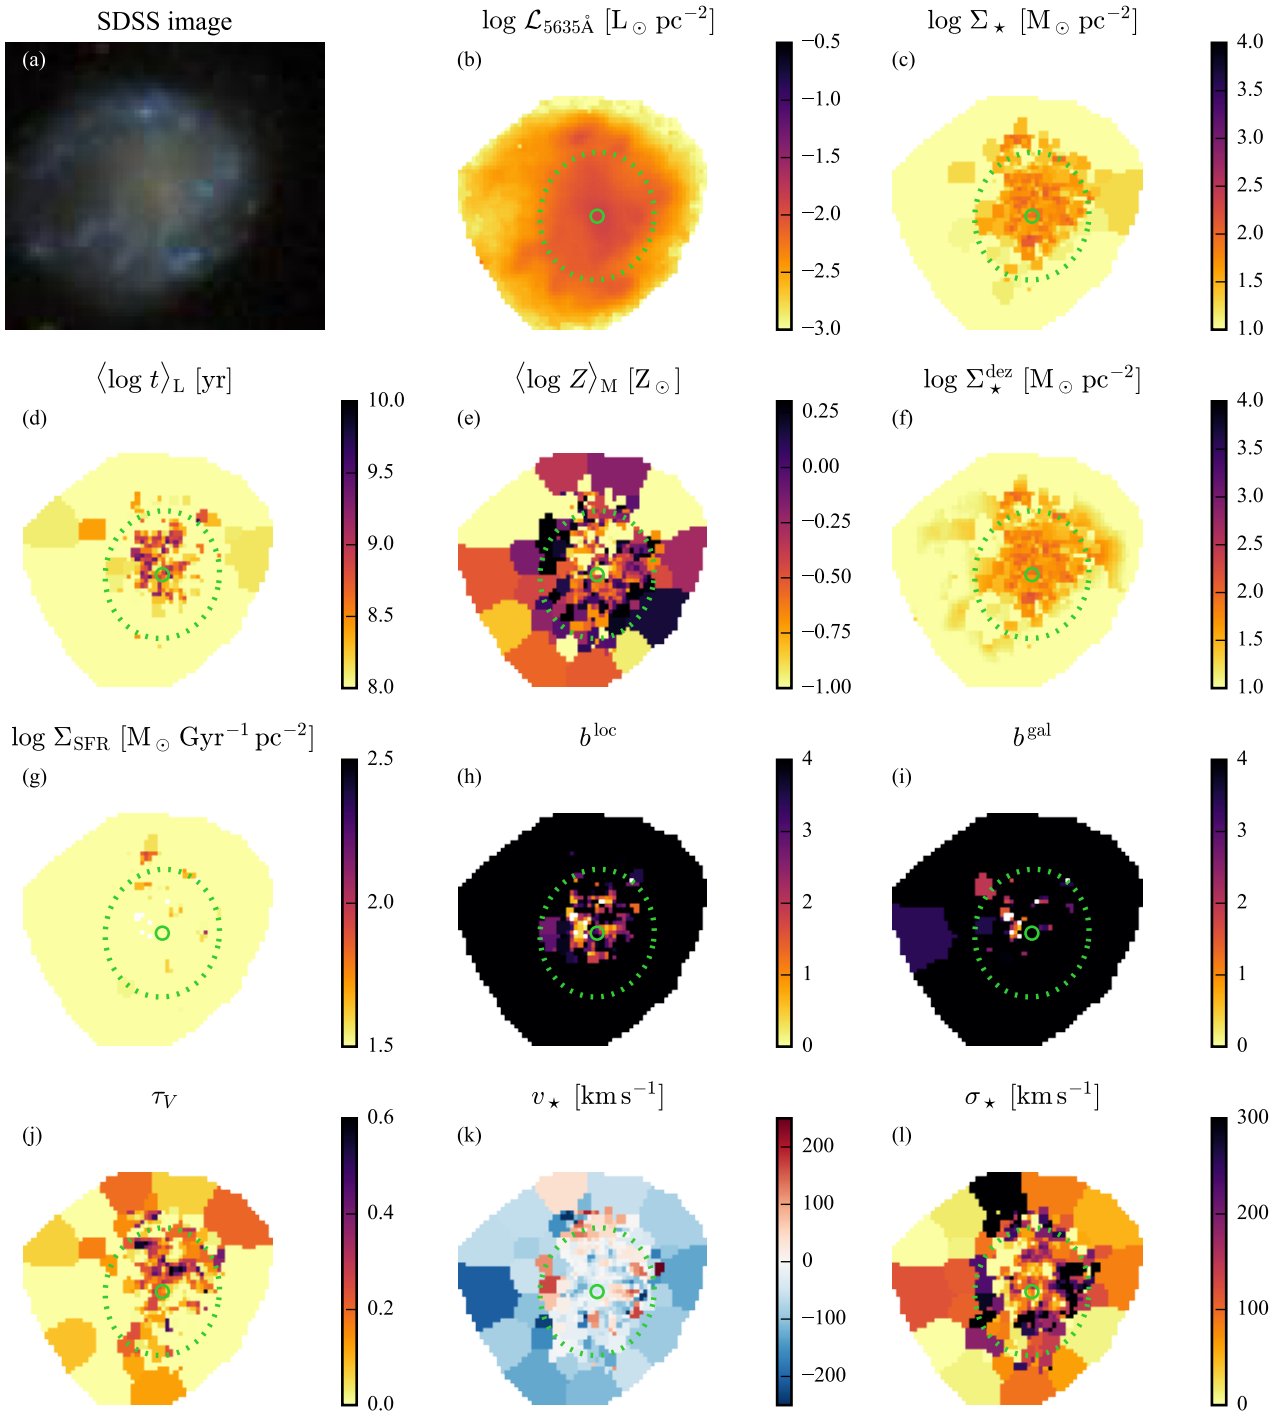 SDSS image
log ℒ₅₆₃₅Å [L⊙ pc⁻²]
log Σ⋆ [M⊙ pc⁻²]
(a)
(b)
−0.5
−1.0
−1.5
−2.0
−2.5
−3.0
(c)
4.0
3.5
3.0
2.5
2.0
1.5
1.0
⟨log t⟩L [yr]
⟨log Z⟩M [Z⊙]
log Σ⋆ᵈᵉᶻ [M⊙ pc⁻²]
(d)
10.0
9.5
9.0
8.5
8.0
(e)
0.25
0.00
−0.25
−0.50
−0.75
−1.00
(f)
4.0
3.5
3.0
2.5
2.0
1.5
1.0
log ΣSFR [M⊙ Gyr⁻¹ pc⁻²]
bˡᵒᶜ
bᵍᵃˡ
(g)
2.5
2.0
1.5
(h)
4
3
2
1
0
(i)
4
3
2
1
0
τV
v⋆ [km s⁻¹]
σ⋆ [km s⁻¹]
(j)
0.6
0.4
0.2
0.0
(k)
200
100
0
−100
−200
(l)
300
200
100
0